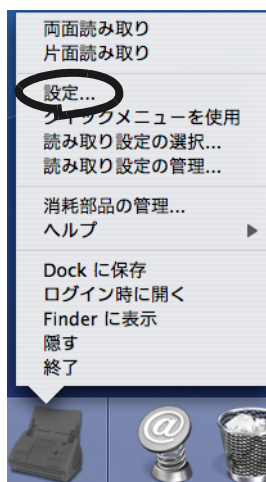 両面読み取り
片面読み取り
設定...
クイックメニューを使用
読み取り設定の選択...
読み取り設定の管理...
消耗部品の管理...
ヘルプ
Dock に保存
ログイン時に開く
Finder に表示
隠す
終了
@